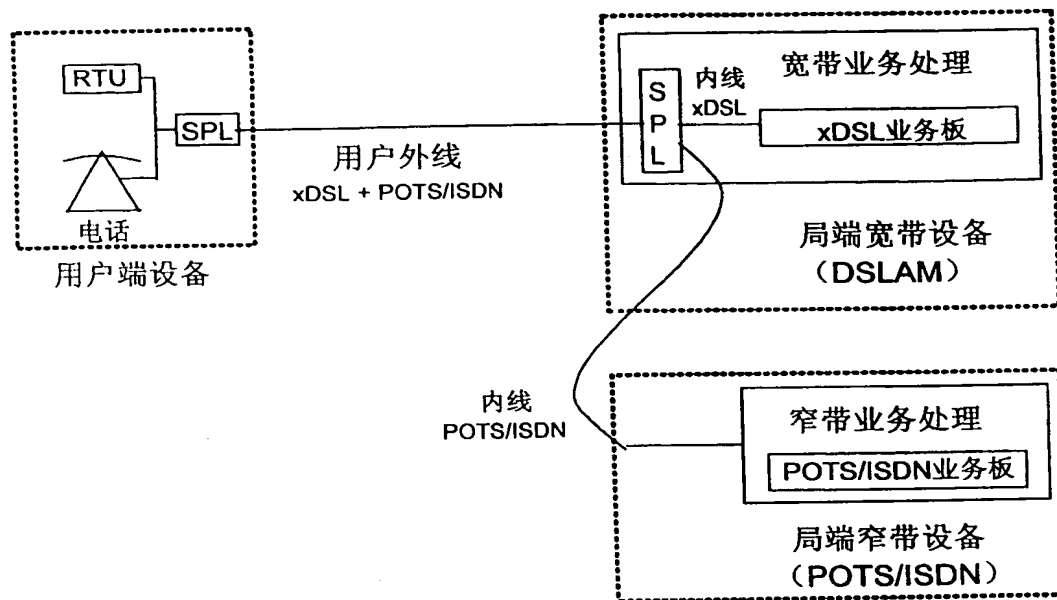 RTU
SPL
电话
用户端设备
用户外线
xDSL + POTS/ISDN
SPL
内线
xDSL
宽带业务处理
xDSL业务板
局端宽带设备
（DSLAM）
内线
POTS/ISDN
窄带业务处理
POTS/ISDN业务板
局端窄带设备
（POTS/ISDN）